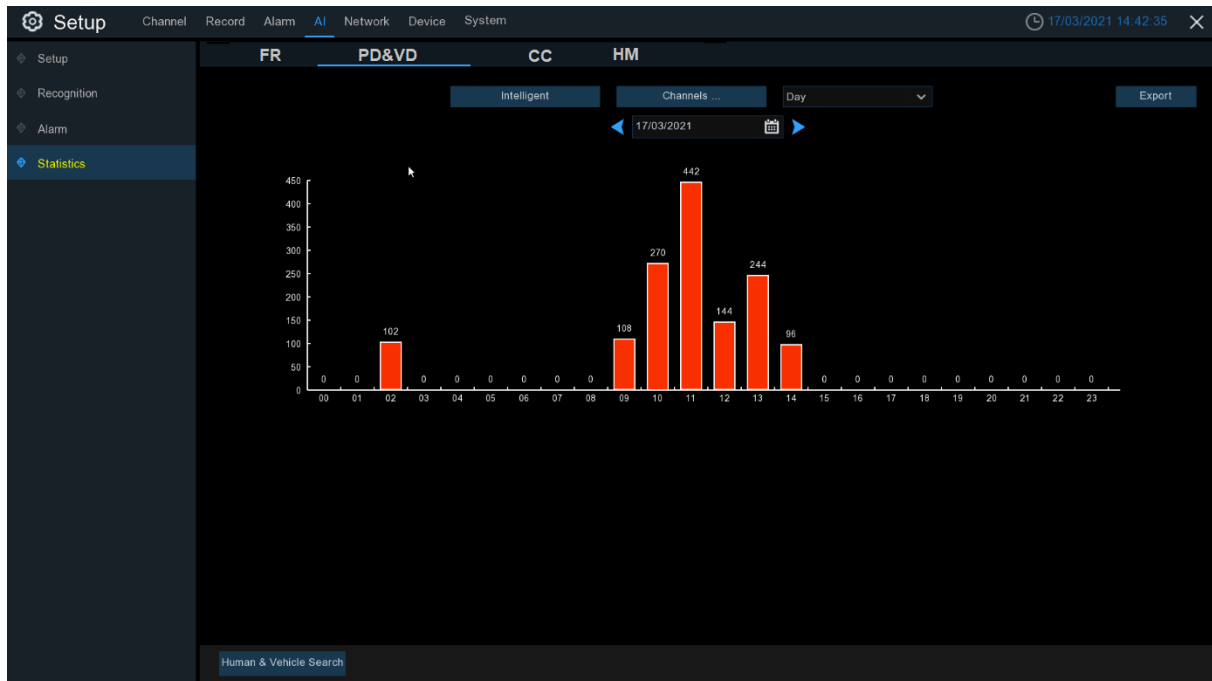 Setup Channel Record Alarm AI Network Device System 17/03/2021 14:42:35
Setup
Recognition
Alarm
Statistics
FR PD&VD CC HM
Intelligent Channels ... Day Export
17/03/2021
442
450
400
350
300
270
250
244
200
150
144
108
102
100
96
50
0 0 0 0 0 0 0 0 0 0 0 0 0 0 0 0 0
0
00 01 02 03 04 05 06 07 08 09 10 11 12 13 14 15 16 17 18 19 20 21 22 23
Human & Vehicle Search